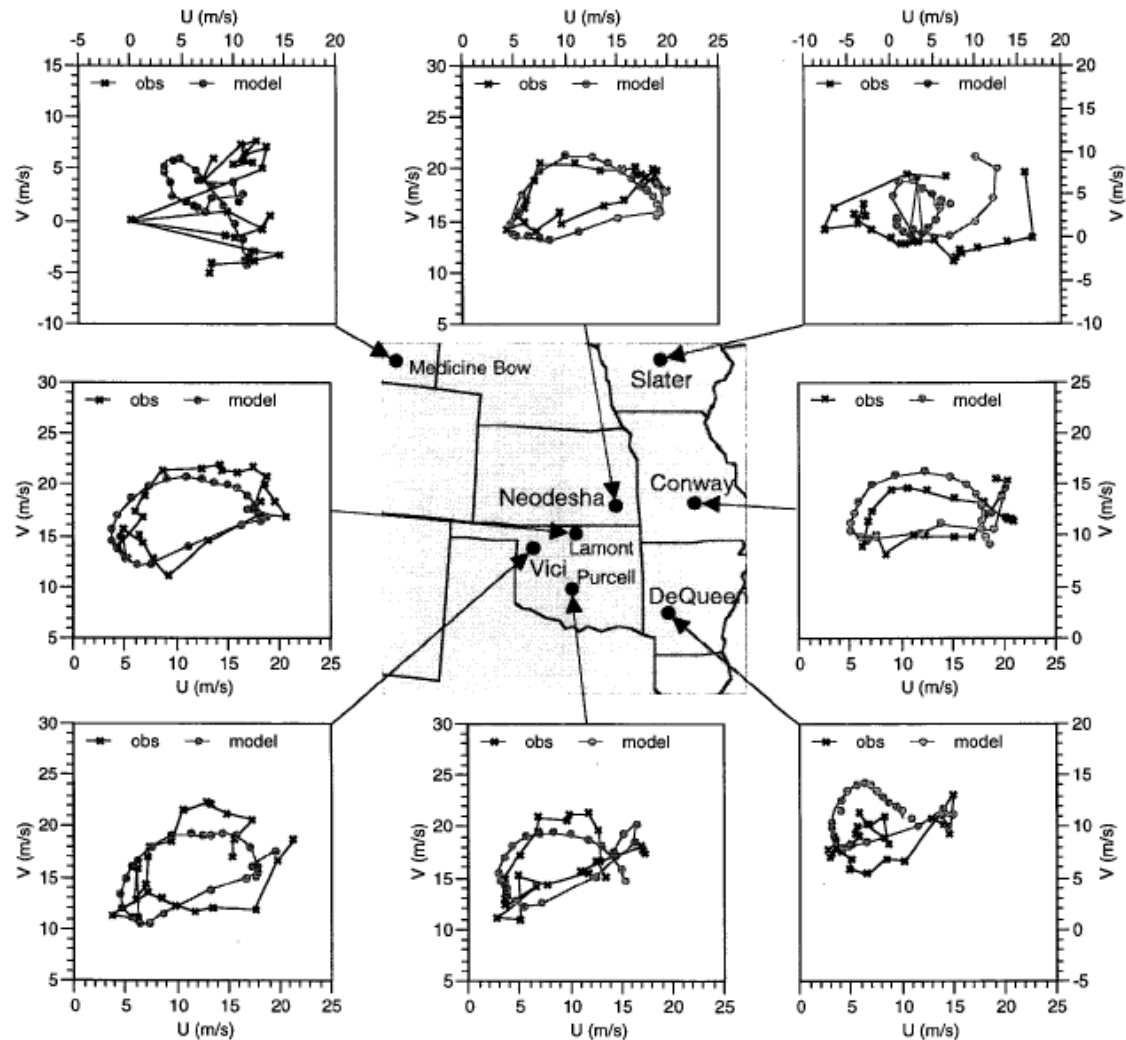 U (m/s)
-5 0 5 10 15 20
15
10
5
0
-5
-10
V (m/s)
obs model
U (m/s)
0 5 10 15 20 25
30
25
20
15
10
5
V (m/s)
obs model
U (m/s)
-10 -5 0 5 10 15 20
20
15
10
5
0
-5
-10
V (m/s)
obs model
Medicine Bow
Slater
Neodesha
Conway
Lamont
Vici
Purcell
DeQueen
30
25
20
15
10
5
V (m/s)
obs model
0 5 10 15 20 25
U (m/s)
25
20
15
10
5
0
V (m/s)
obs model
0 5 10 15 20 25
U (m/s)
30
25
20
15
10
5
V (m/s)
obs model
0 5 10 15 20 25
U (m/s)
30
25
20
15
10
5
V (m/s)
obs model
0 5 10 15 20 25
U (m/s)
20
15
10
5
0
-5
V (m/s)
obs model
0 5 10 15 20 25
U (m/s)